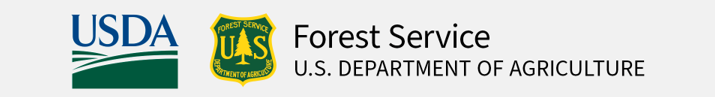 USDA
FOREST SERVICE
U S
DEPARTMENT OF AGRICULTURE
Forest Service
U.S. DEPARTMENT OF AGRICULTURE